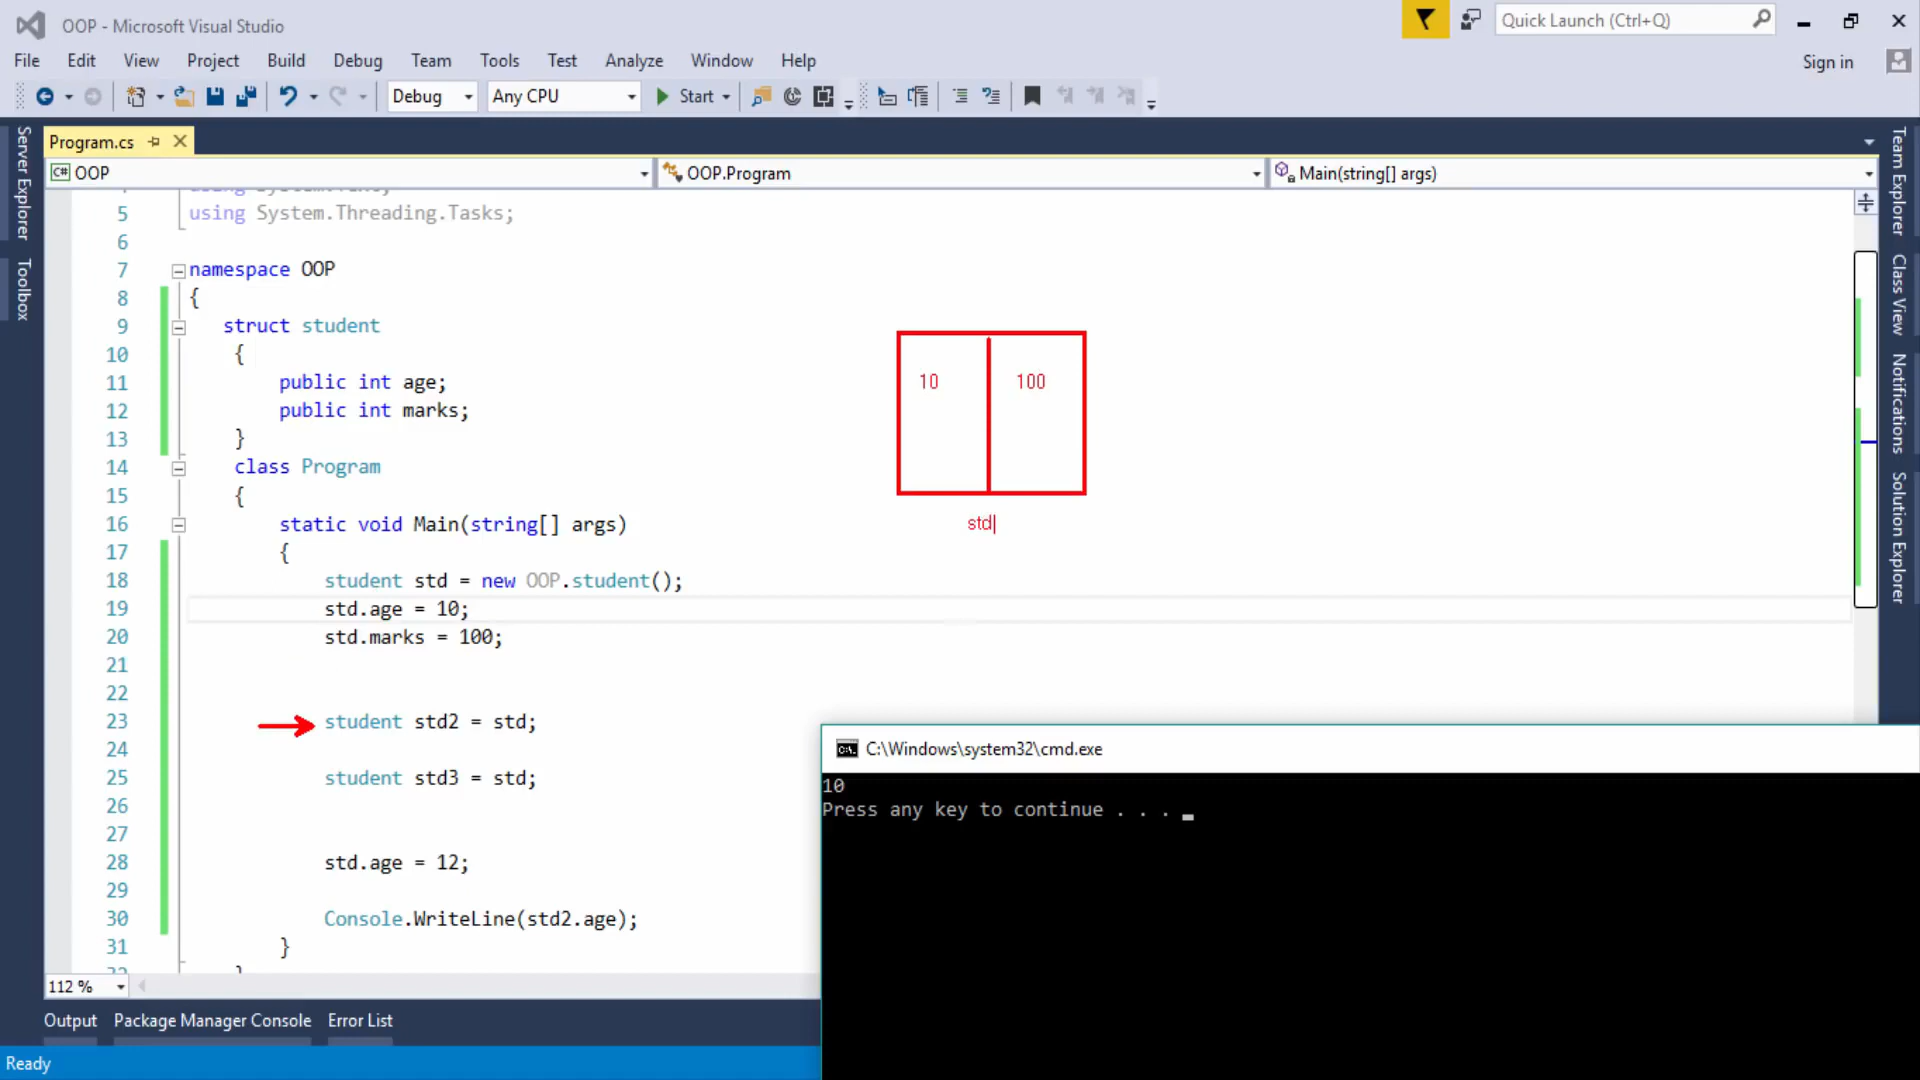 OOP - Microsoft Visual Studio
Quick Launch (Ctrl+Q)
File Edit View Project Build Debug Team Tools Test Analyze Window Help
Sign in
Debug Any CPU Start
Server Explorer
Toolbox
Program.cs
C# OOP
OOP.Program
Main(string[] args)
5 using System.Threading.Tasks;
6
7 namespace OOP
8 {
9 struct student
10 {
11 public int age;
12 public int marks;
13 }
14 class Program
15 {
16 static void Main(string[] args)
17 {
18 student std = new OOP.student();
19 std.age = 10;
20 std.marks = 100;
21
22
23 student std2 = std;
24
25 student std3 = std;
26
27
28 std.age = 12;
29
30 Console.WriteLine(std2.age);
31 }
}
10 100
std
Team Explorer
Class View
Notifications
Solution Explorer
C:\Windows\system32\cmd.exe
10
Press any key to continue . . .
112 %
Output Package Manager Console Error List
Ready